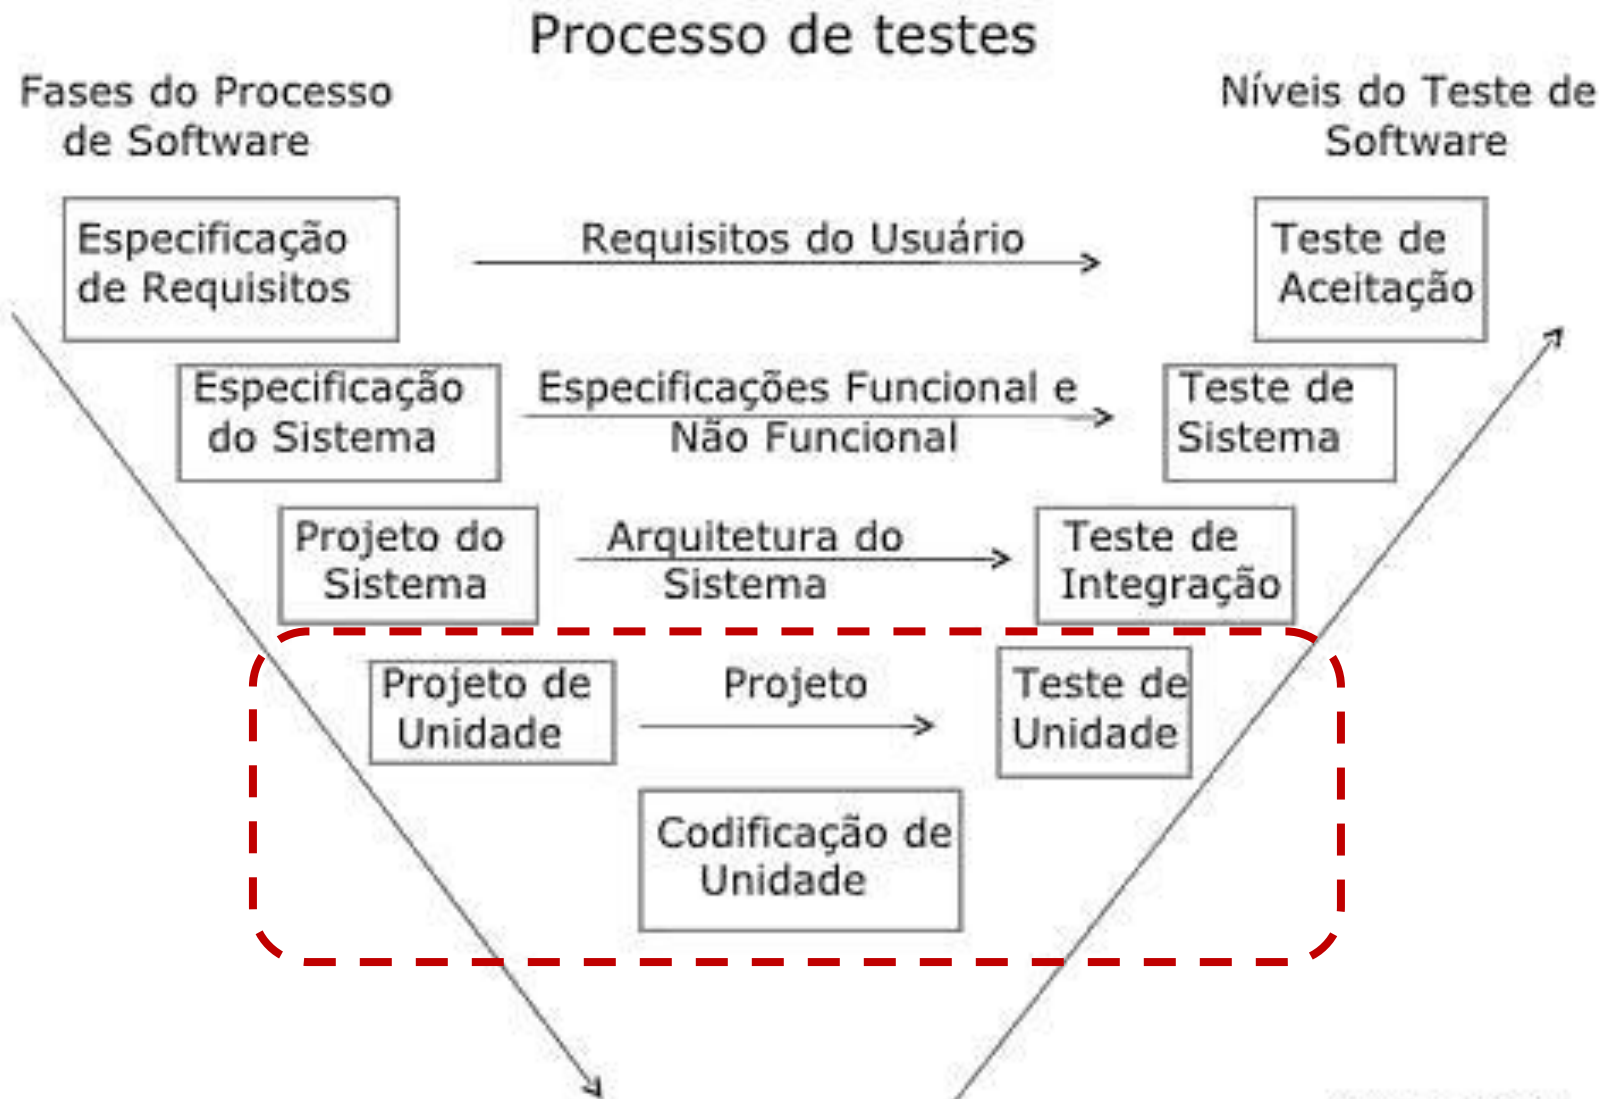 Processo de testes
Fases do Processo
de Software
Níveis do Teste de
Software
Especificação
de Requisitos
Requisitos do Usuário
Teste de
Aceitação
Especificação
do Sistema
Especificações Funcional e
Não Funcional
Teste de
Sistema
Projeto do
Sistema
Arquitetura do
Sistema
Teste de
Integração
Projeto de
Unidade
Projeto
Teste de
Unidade
Codificação de
Unidade